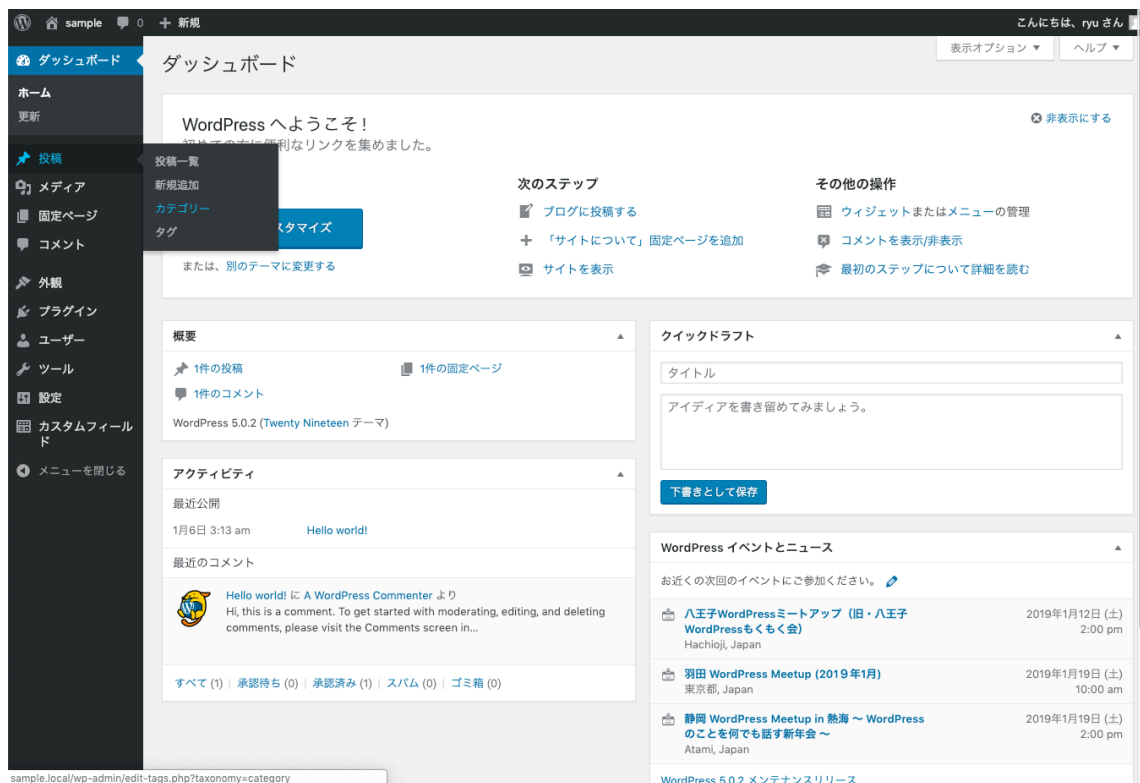 sample 0 新規
こんにちは、ryu さん
ダッシュボード
ホーム
更新
投稿
メディア
固定ページ
コメント
外観
プラグイン
ユーザー
ツール
設定
カスタムフィール
ド
メニューを閉じる
投稿一覧
新規追加
カテゴリー
タグ
ダッシュボード
表示オプション ▼
ヘルプ ▼
WordPress へようこそ !
利なリンクを集めました。
非表示にする
スタマイズ
または、別のテーマに変更する
次のステップ
ブログに投稿する
「サイトについて」固定ページを追加
サイトを表示
その他の操作
ウィジェットまたはメニューの管理
コメントを表示/非表示
最初のステップについて詳細を読む
概要
1件の投稿
1件の固定ページ
1件のコメント
WordPress 5.0.2 (Twenty Nineteen テーマ)
アクティビティ
最近公開
1月6日 3:13 am Hello world!
最近のコメント
Hello world! に A WordPress Commenter より
Hi, this is a comment. To get started with moderating, editing, and deleting
comments, please visit the Comments screen in...
すべて (1) | 承認待ち (0) | 承認済み (1) | スパム (0) | ゴミ箱 (0)
クイックドラフト
タイトル
アイディアを書き留めてみましょう。
下書きとして保存
WordPress イベントとニュース
お近くの次回のイベントにご参加ください。
八王子WordPressミートアップ（旧・八王子
WordPressもくもく会）
Hachioji, Japan
2019年1月12日 (土)
2:00 pm
羽田 WordPress Meetup (2019年1月)
東京都, Japan
2019年1月19日 (土)
10:00 am
静岡 WordPress Meetup in 熱海 〜 WordPress
のことを何でも話す新年会 〜
Atami, Japan
2019年1月19日 (土)
2:00 pm
WordPress 5.0.2 メンテナンスリリース
sample.local/wp-admin/edit-tags.php?taxonomy=category